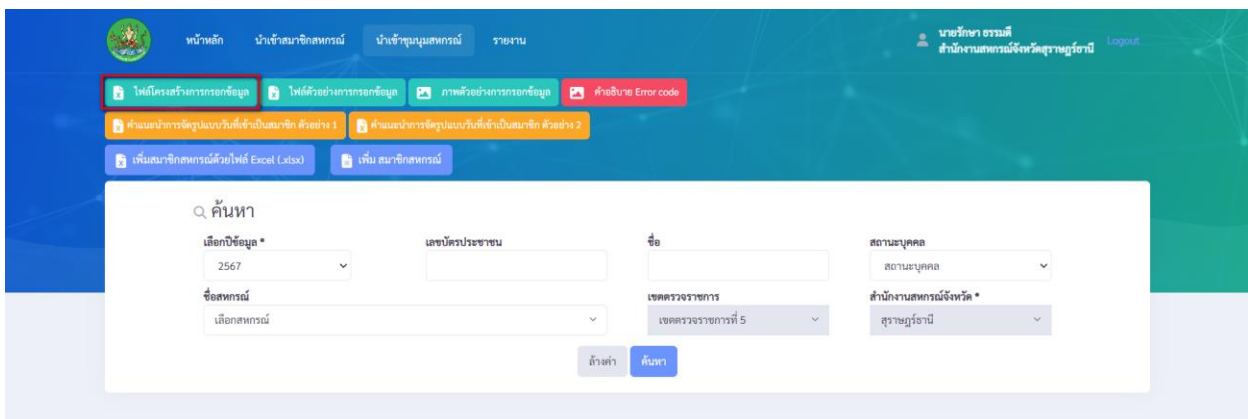 หน้าหลัก นำเข้าสมาชิกสหกรณ์ นำเข้าชุมนุมสหกรณ์ รายงาน
นายรักษา ธรรมดี
สำนักงานสหกรณ์จังหวัดสุราษฎร์ธานี
Logout
ไฟล์โครงสร้างการกรอกข้อมูล ไฟล์ตัวอย่างการกรอกข้อมูล ภาพตัวอย่างการกรอกข้อมูล คำอธิบาย Error code
คำแนะนำการจัดรูปแบบวันที่เข้าเป็นสมาชิก ตัวอย่าง 1 คำแนะนำการจัดรูปแบบวันที่เข้าเป็นสมาชิก ตัวอย่าง 2
เพิ่มสมาชิกสหกรณ์ด้วยไฟล์ Excel (.xlsx) เพิ่ม สมาชิกสหกรณ์
ค้นหา
เลือกปีข้อมูล * เลขบัตรประชาชน ชื่อ สถานะบุคคล
2567 สถานะบุคคล
ชื่อสหกรณ์ เขตตรวจราชการ สำนักงานสหกรณ์จังหวัด *
เลือกสหกรณ์ เขตตรวจราชการที่ 5 สุราษฎร์ธานี
ล้างค่า ค้นหา